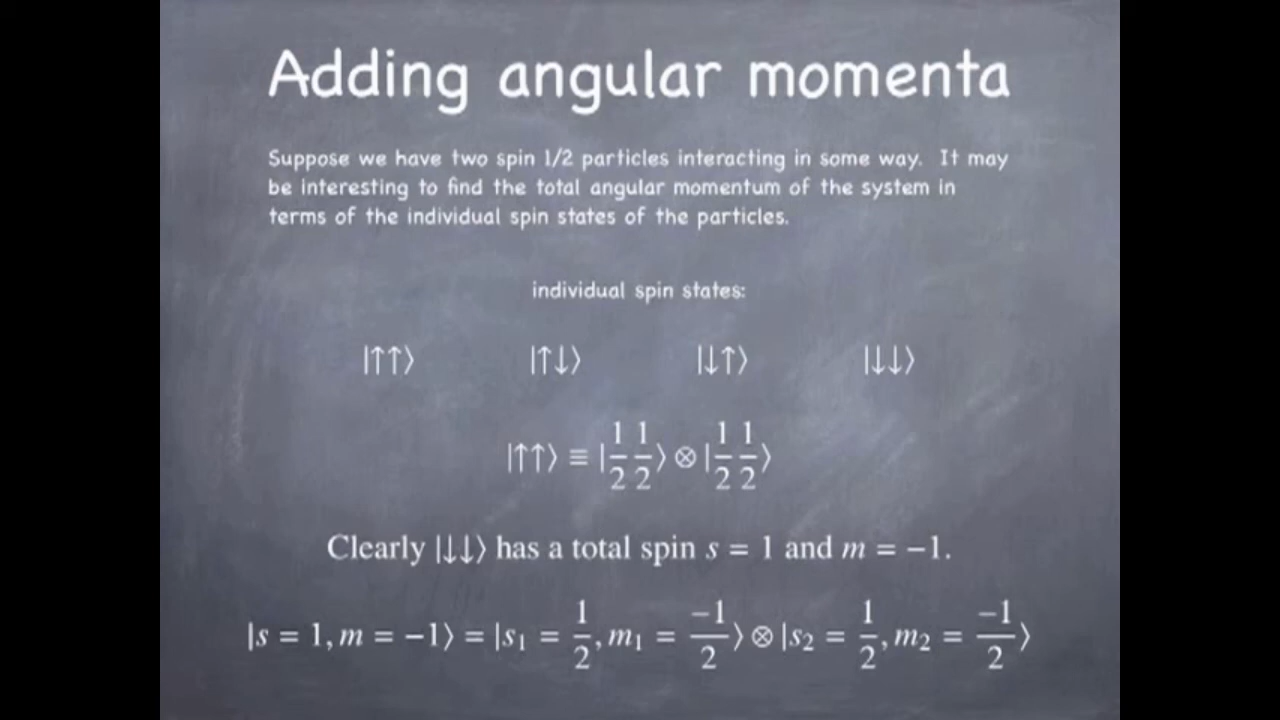 Adding angular momenta
Suppose we have two spin 1/2 particles interacting in some way. It may
be interesting to find the total angular momentum of the system in
terms of the individual spin states of the particles.
individual spin states:
|↑↑⟩ |↑↓⟩ |↓↑⟩ |↓↓⟩
|↑↑⟩ ≡ |1/2 1/2⟩ ⊗ |1/2 1/2⟩
Clearly |↓↓⟩ has a total spin s = 1 and m = −1.
|s = 1, m = −1⟩ = |s₁ = 1/2, m₁ = −1/2⟩ ⊗ |s₂ = 1/2, m₂ = −1/2⟩